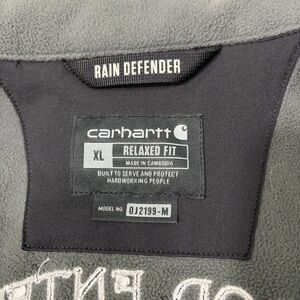 RAIN DEFENDER
carhartt
XL RELAXED FIT
MADE IN CAMBODIA
BUILT TO SERVE AND PROTECT
HARDWORKING PEOPLE
MODEL NO. OJ2199-M